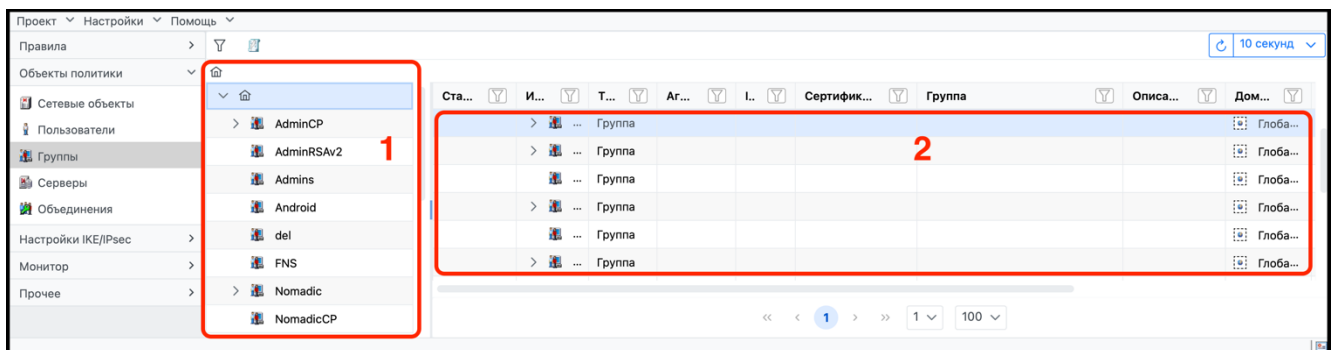 Проект Настройки Помощь
Правила
10 секунд
Объекты политики
Сетевые объекты
Пользователи
Группы
Серверы
Объединения
Настройки IKE/IPsec
Монитор
Прочее
AdminCP
AdminRSAv2
Admins
Android
del
FNS
Nomadic
NomadicCP
1
Ста... И... Т... Аг... I.. Сертифик... Группа Описа... Дом...
... Группа Глоба...
... Группа Глоба...
... Группа Глоба...
... Группа Глоба...
... Группа Глоба...
... Группа Глоба...
2
<< < 1 > >> 1 100